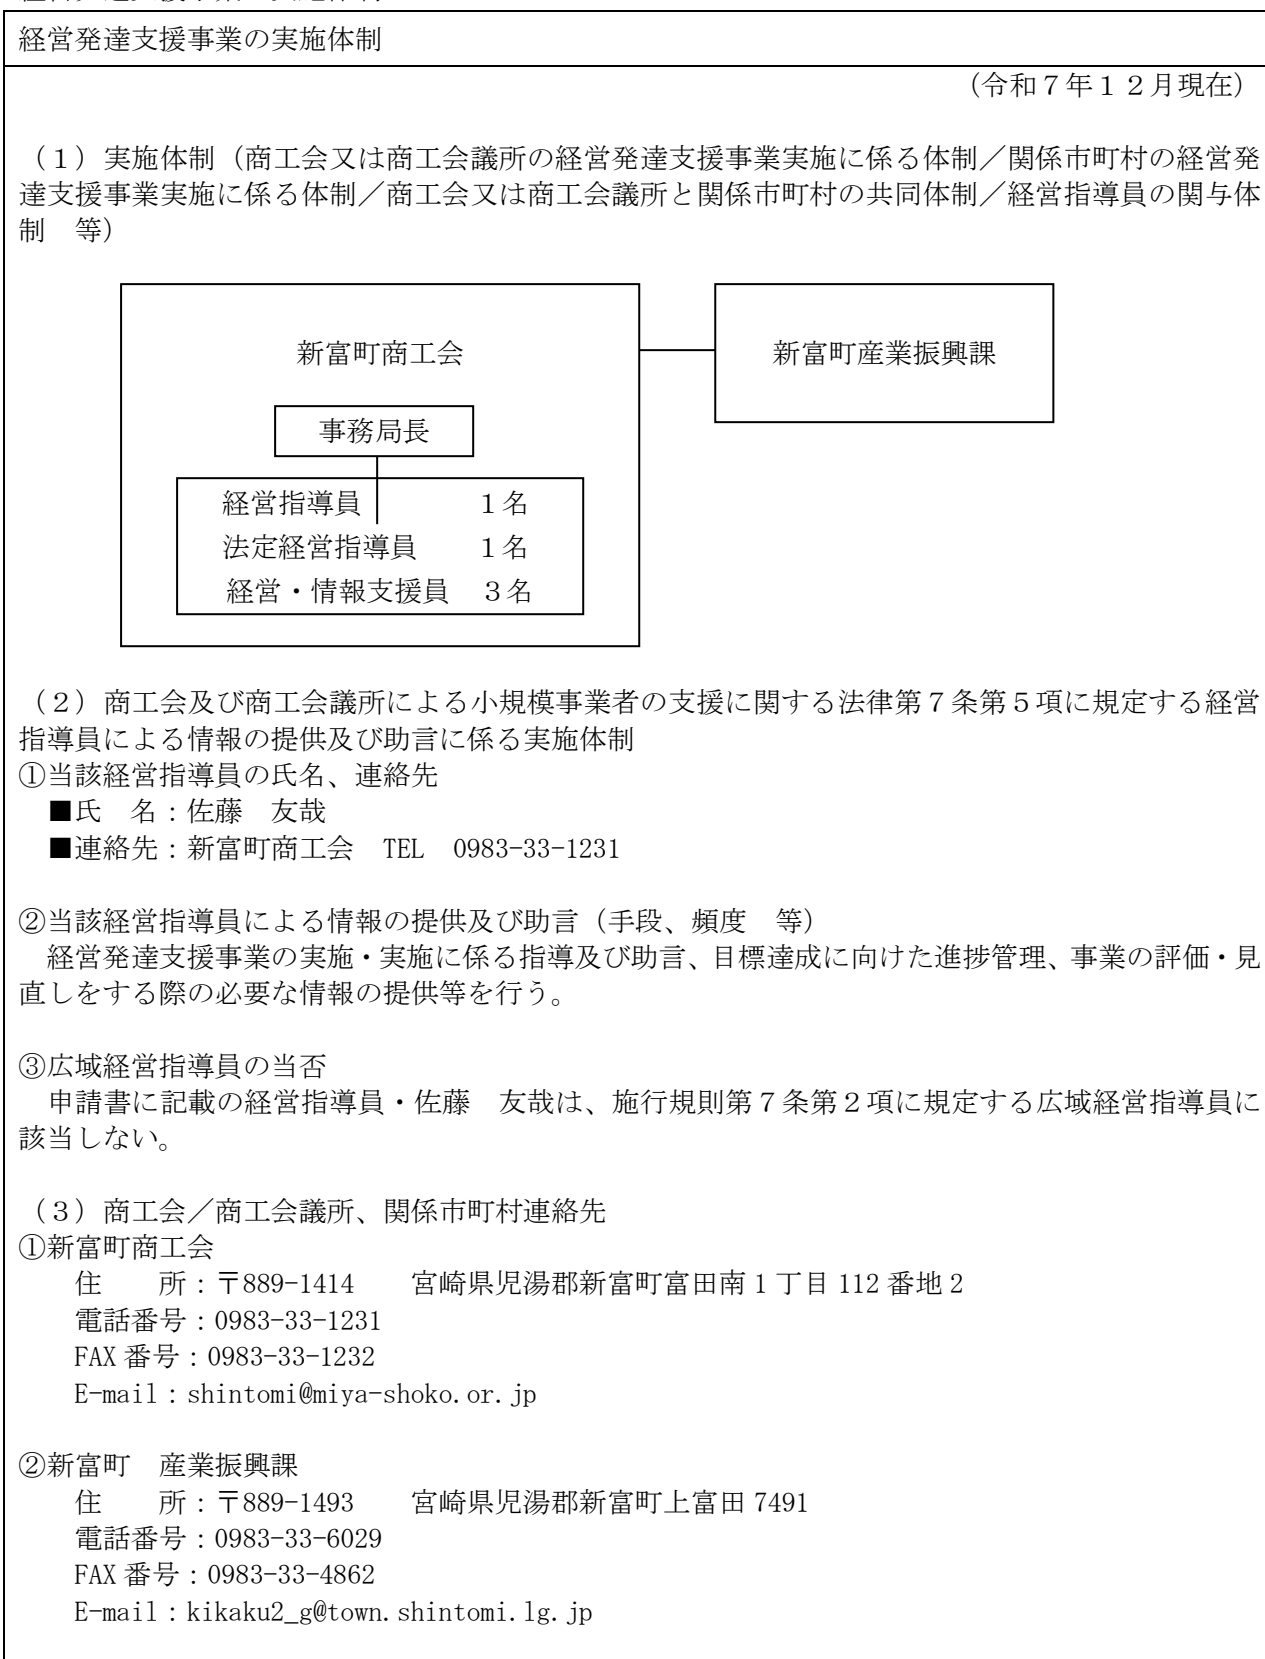 経営発達支援事業の実施体制
（令和７年１２月現在）
（１）実施体制（商工会又は商工会議所の経営発達支援事業実施に係る体制／関係市町村の経営発
達支援事業実施に係る体制／商工会又は商工会議所と関係市町村の共同体制／経営指導員の関与体
制　等）
新富町商工会
新富町産業振興課
事務局長
経営指導員　１名
法定経営指導員　１名
経営・情報支援員　３名
（２）商工会及び商工会議所による小規模事業者の支援に関する法律第７条第５項に規定する経営
指導員による情報の提供及び助言に係る実施体制
①当該経営指導員の氏名、連絡先
■氏　名：佐藤　友哉
■連絡先：新富町商工会　TEL　0983-33-1231
②当該経営指導員による情報の提供及び助言（手段、頻度　等）
経営発達支援事業の実施・実施に係る指導及び助言、目標達成に向けた進捗管理、事業の評価・見
直しをする際の必要な情報の提供等を行う。
③広域経営指導員の当否
申請書に記載の経営指導員・佐藤　友哉は、施行規則第７条第２項に規定する広域経営指導員に
該当しない。
（３）商工会／商工会議所、関係市町村連絡先
①新富町商工会
住　　所：〒889-1414　　宮崎県児湯郡新富町富田南１丁目 112 番地２
電話番号：0983-33-1231
FAX 番号：0983-33-1232
E-mail：shintomi@miya-shoko.or.jp
②新富町　産業振興課
住　　所：〒889-1493　　宮崎県児湯郡新富町上富田 7491
電話番号：0983-33-6029
FAX 番号：0983-33-4862
E-mail：kikaku2_g@town.shintomi.lg.jp